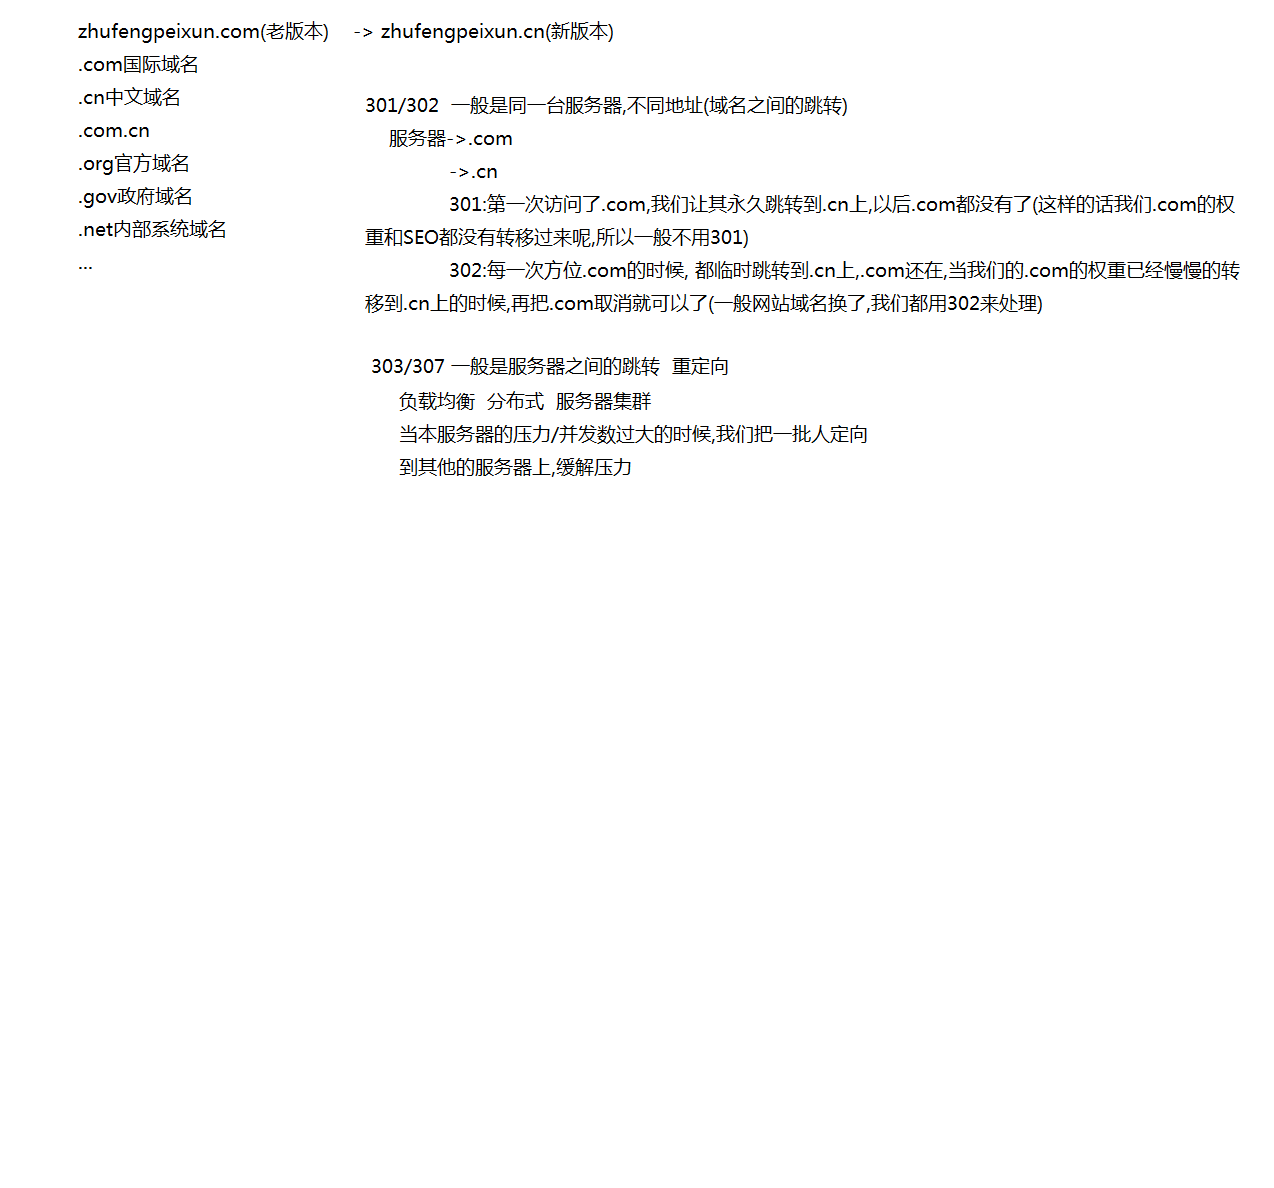 zhufengpeixun.com(老版本)    -> zhufengpeixun.cn(新版本)
.com国际域名
.cn中文域名
.com.cn
.org官方域名
.gov政府域名
.net内部系统域名
...
301/302  一般是同一台服务器,不同地址(域名之间的跳转)
服务器->.com
->.cn
301:第一次访问了.com,我们让其永久跳转到.cn上,以后.com都没有了(这样的话我们.com的权
重和SEO都没有转移过来呢,所以一般不用301)
302:每一次方位.com的时候, 都临时跳转到.cn上,.com还在,当我们的.com的权重已经慢慢的转
移到.cn上的时候,再把.com取消就可以了(一般网站域名换了,我们都用302来处理)
303/307 一般是服务器之间的跳转  重定向
负载均衡  分布式  服务器集群
当本服务器的压力/并发数过大的时候,我们把一批人定向
到其他的服务器上,缓解压力